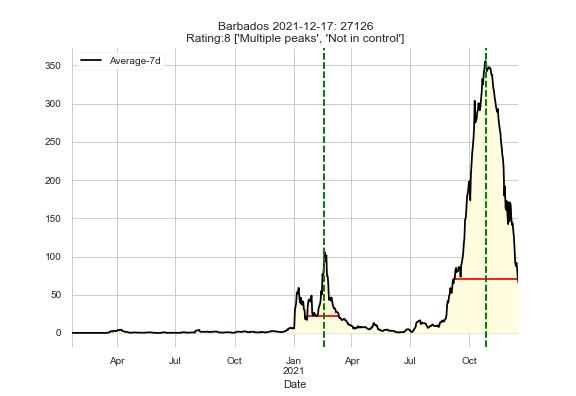 Barbados 2021-12-17: 27126
Rating:8 ['Multiple peaks', 'Not in control']
Average-7d
350
300
250
200
150
100
50
0
Apr Jul Oct Jan Apr Jul Oct
2021
Date